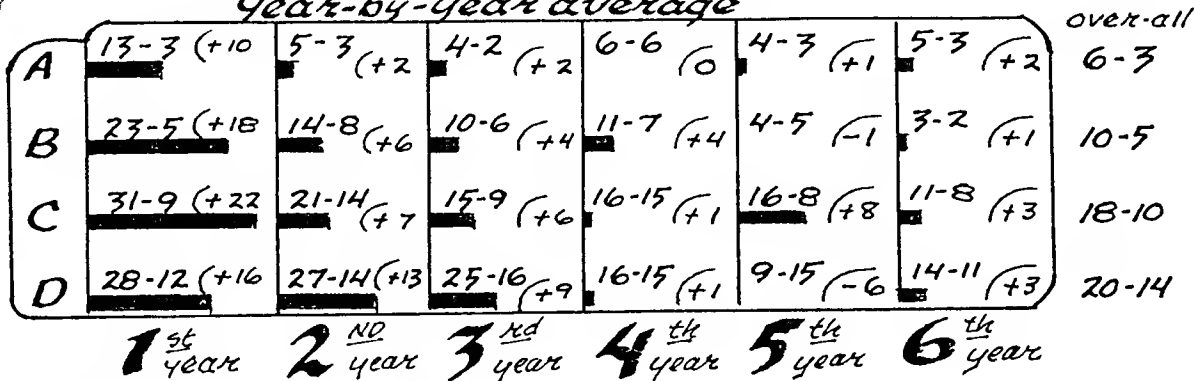 year-by-year average
over-all
A 13-3 (+10 5-3 (+2 4-2 (+2 6-6 (0 4-3 (+1 5-3 (+2 6-3
B 23-5 (+18 14-8 (+6 10-6 (+4 11-7 (+4 4-5 (-1 3-2 (+1 10-5
C 31-9 (+22 21-14 (+7 15-9 (+6 16-15 (+1 16-8 (+8 11-8 (+3 18-10
D 28-12 (+16 27-14 (+13 25-16 (+9 16-15 (+1 9-15 (-6 14-11 (+3 20-14
1st year 2ND year 3rd year 4th year 5th year 6th year